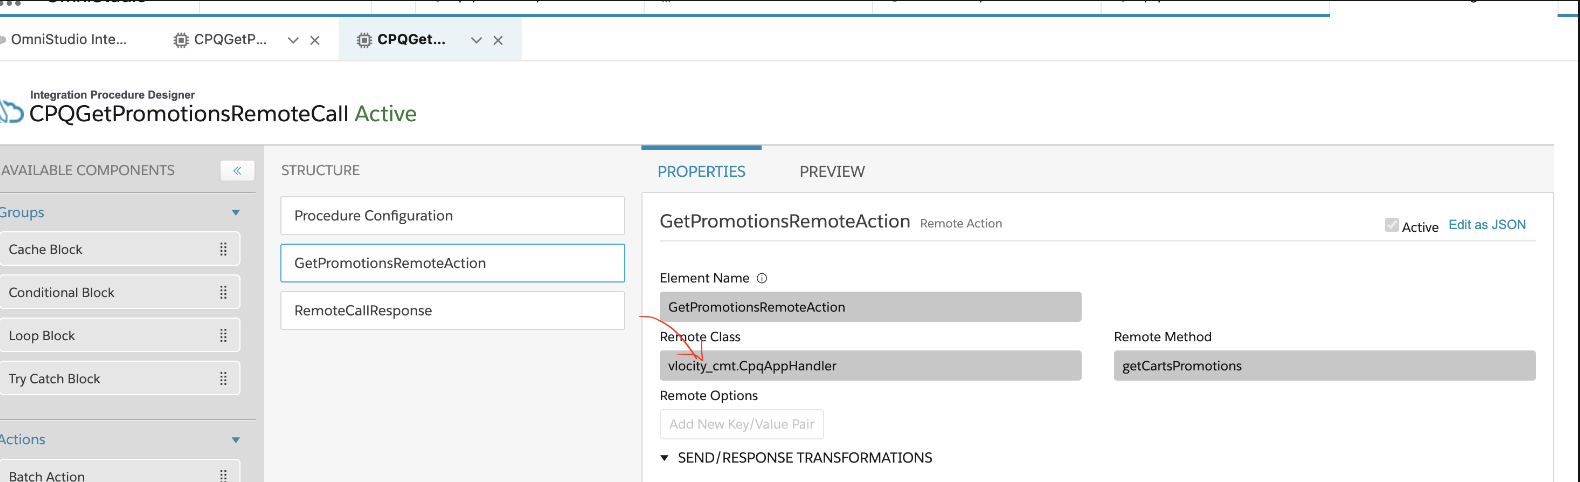 OmniStudio Inte...
CPQGetP...
CPQGet...
Integration Procedure Designer
CPQGetPromotionsRemoteCall Active
AVAILABLE COMPONENTS
Groups
Cache Block
Conditional Block
Loop Block
Try Catch Block
Actions
Batch Action
STRUCTURE
Procedure Configuration
GetPromotionsRemoteAction
RemoteCallResponse
PROPERTIES
PREVIEW
GetPromotionsRemoteAction Remote Action
Active
Edit as JSON
Element Name
GetPromotionsRemoteAction
Remote Class
Remote Method
vlocity_cmt.CpqAppHandler
getCartsPromotions
Remote Options
Add New Key/Value Pair
SEND/RESPONSE TRANSFORMATIONS